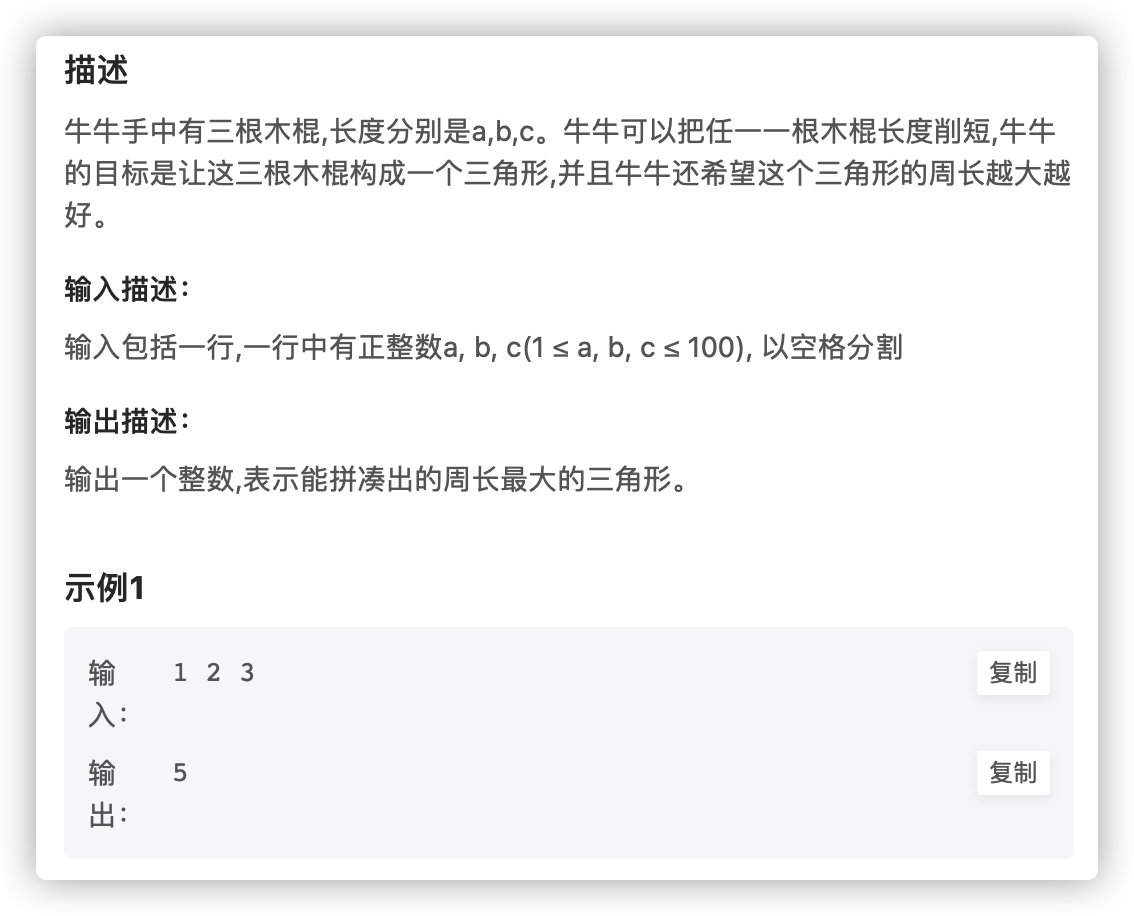 描述
牛牛手中有三根木棍,长度分别是a,b,c。牛牛可以把任一一根木棍长度削短,牛牛
的目标是让这三根木棍构成一个三角形,并且牛牛还希望这个三角形的周长越大越
好。
输入描述：
输入包括一行,一行中有正整数a, b, c(1 ≤ a, b, c ≤ 100), 以空格分割
输出描述：
输出一个整数,表示能拼凑出的周长最大的三角形。
示例1
输 1 2 3 复制
入：
输 5 复制
出：